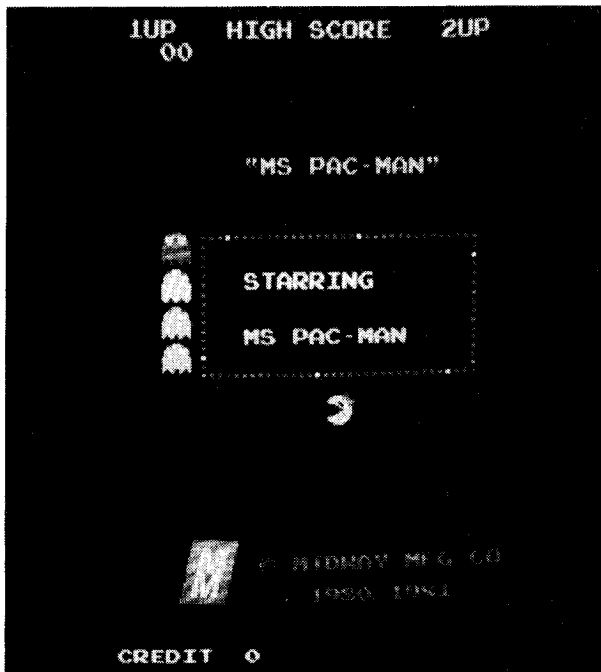 1UP HIGH SCORE 2UP
00
"MS PAC-MAN"
STARRING
MS PAC-MAN
M
M
© MIDWAY MFG CO
1980,1981
CREDIT 0